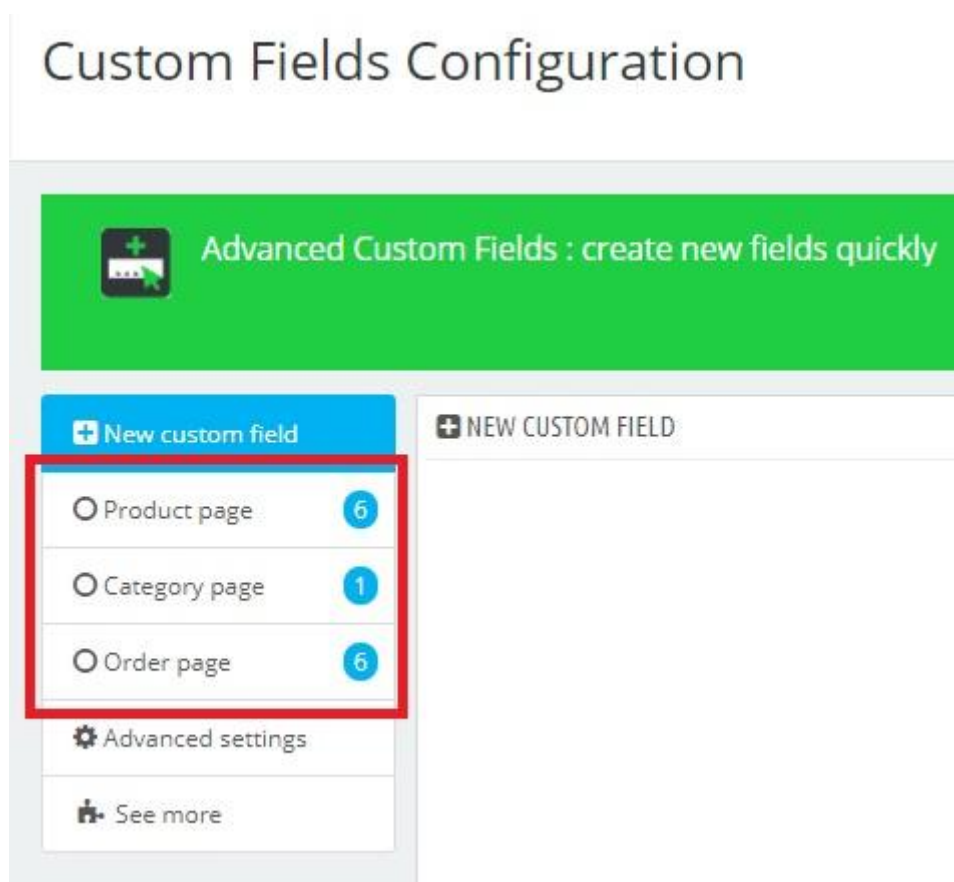 Custom Fields Configuration
Advanced Custom Fields : create new fields quickly
New custom field
NEW CUSTOM FIELD
Product page 6
Category page 1
Order page 6
Advanced settings
See more